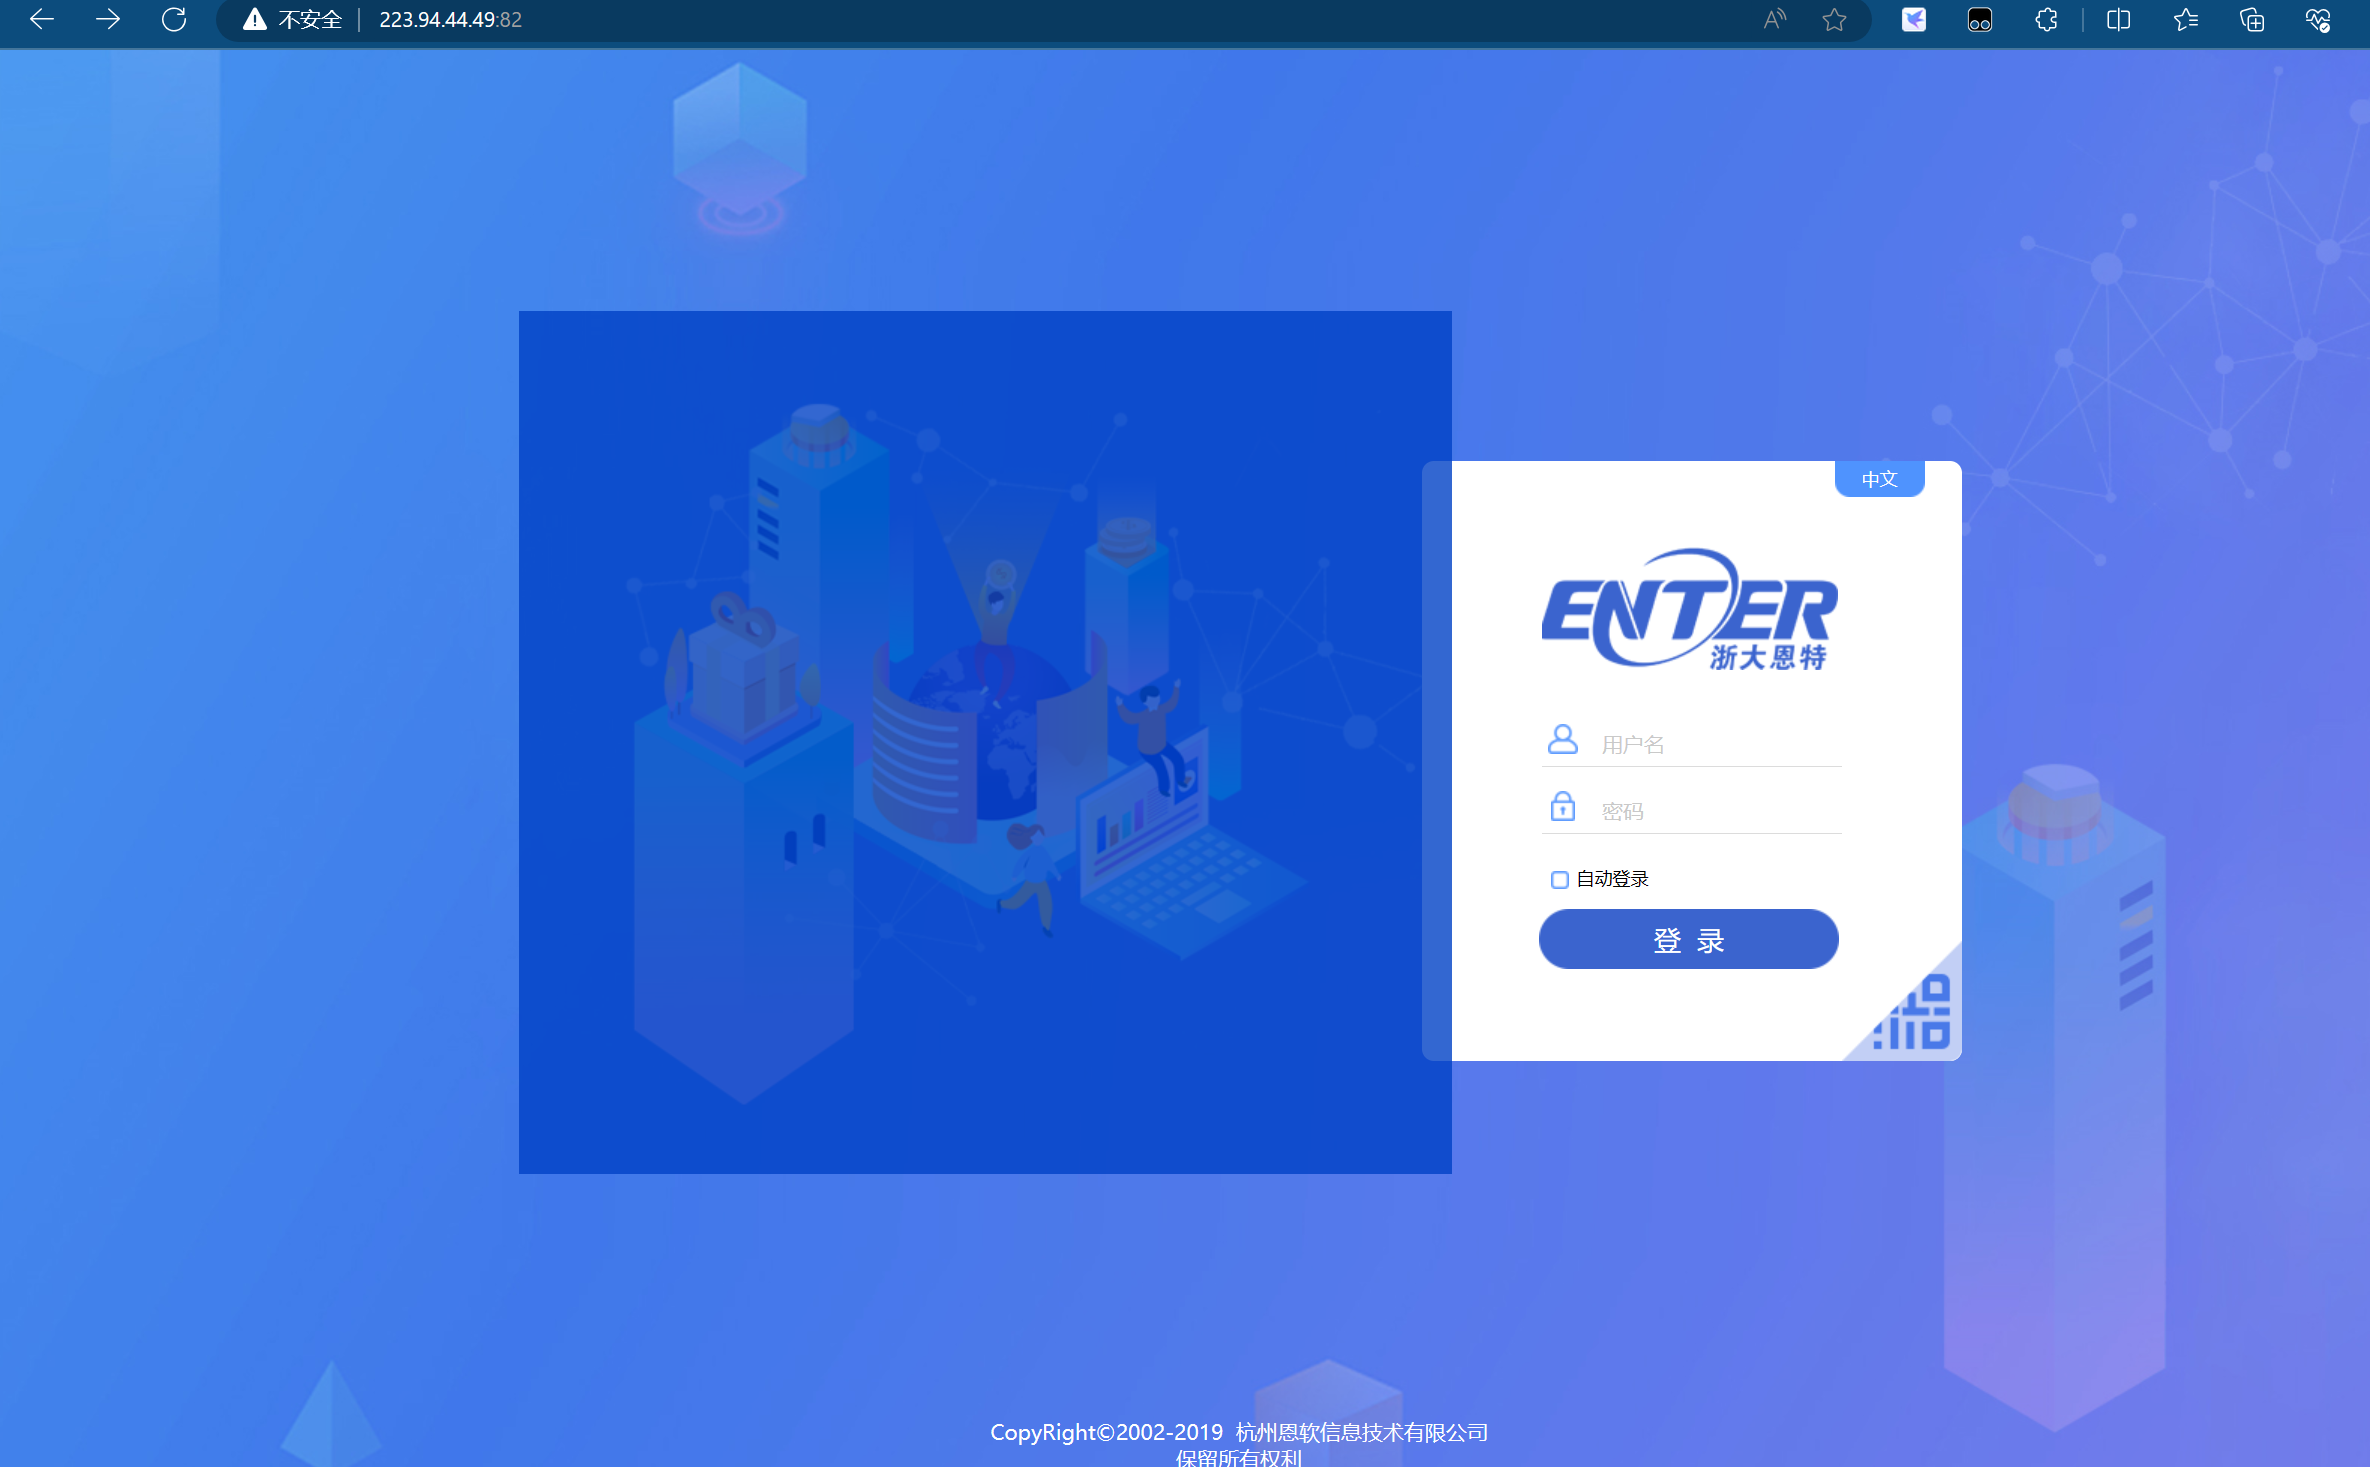 不安全
223.94.44.49:82
中文
ENTER
浙大恩特
用户名
密码
自动登录
登 录
CopyRight©2002-2019 杭州恩软信息技术有限公司
保留所有权利